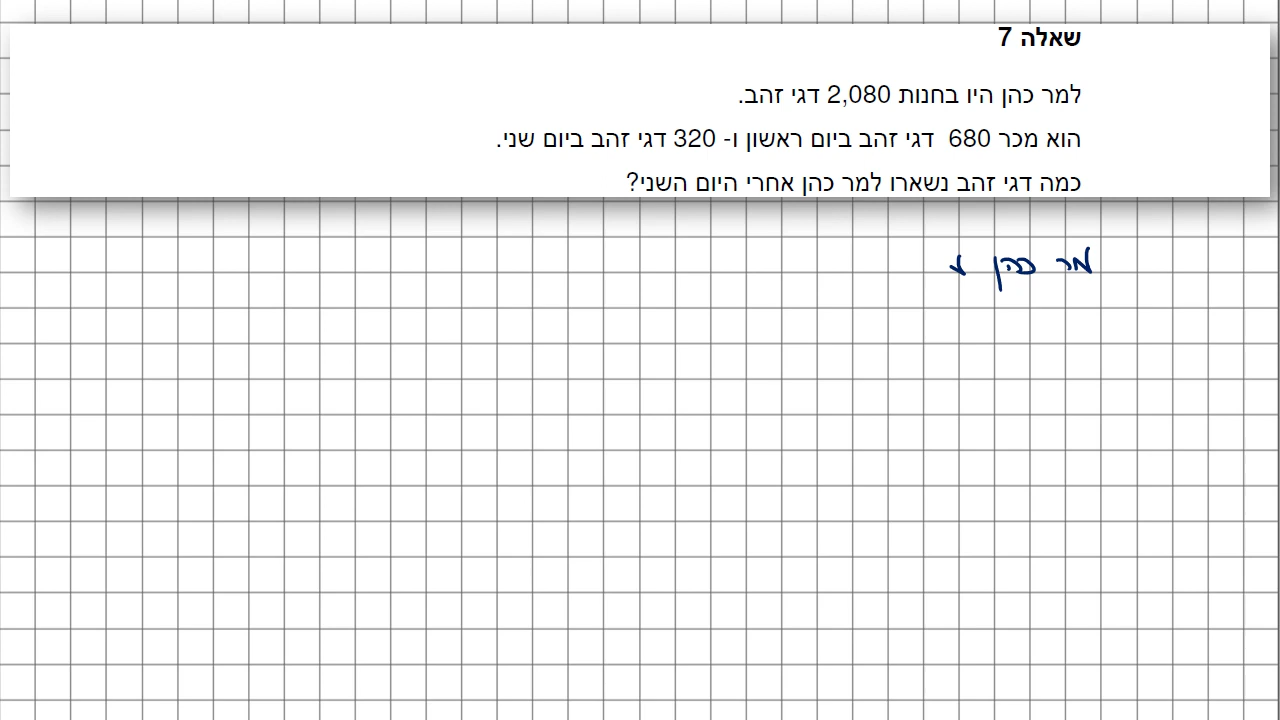 שאלה 7
למר כהן היו בחנות 2,080 דגי זהב.
הוא מכר 680 דגי זהב ביום ראשון ו- 320 דגי זהב ביום שני.
כמה דגי זהב נשארו למר כהן אחרי היום השני?
מר כהן